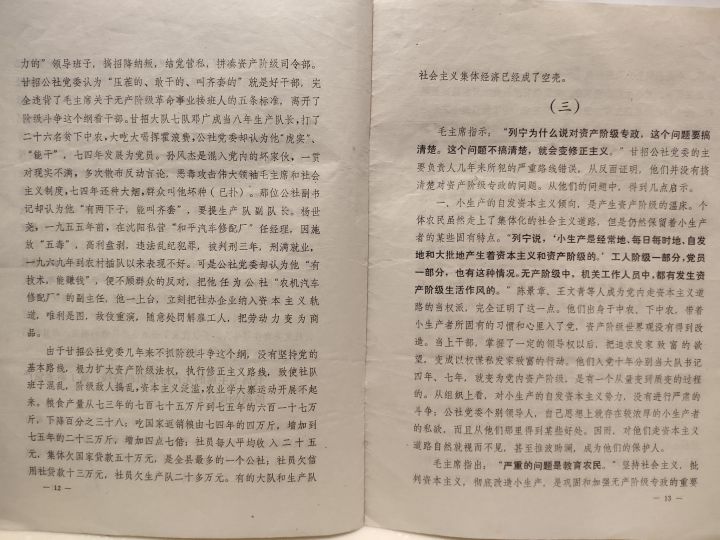 力的”领导班子，搞招降纳叛，结党营私，拼凑资产阶级司令部。
甘招公社党委认为“压茬的、敢干的、叫齐套的”就是好干部，完
全违背了毛主席关于无产阶级革命事业接班人的五条标准，离开了
阶级斗争这个纲看干部。甘招大队七队邓广成当八年生产队长，打了
二十六名贫下中农，大吃大喝挥霍浪费，公社党委却认为他“虎实”、
“能干”，七四年发展为党员。孙凤杰是混入党内的坏家伙，一贯
对现实不满，多次散布反动言论，恶毒攻击伟大领袖毛主席和社会
主义制度，七四年还脊大烟，群众叫他坏种（已扑）。那位公社副书
记却认为他“有两下子，能叫齐套”，要提生产队副队长。杨世
尧，一九五五年前，在沈阳私营“和平汽车修配厂”任经理，因施
放“五毒”，高利盘剥，违法乱纪犯罪，被判刑三年，刑满就业，
一九六九年到农村插队以来表现不好。可是公社党委却认为他“有
技术，能赚钱”，便不顾群众的反对，把他任为公社“农机汽车
修配厂”的副主任，他一上台，立刻把社办企业纳入资本主义轨
道，唯利是图，敌伎重演，随意处罚解雇工人，把劳动力变为商
品。
由于甘招公社党委几年来不抓阶级斗争这个纲，没有坚持党的
基本路线，极力扩大资产阶级法权，执行修正主义路线，致使社队
班子混乱，阶级敌人捣乱，资本主义泛滥，农业学大寨运动开展不起
来。粮食产量从七三年的七百七十五万斤到七五年的六百一十七万
斤，下降百分之三十八；吃国家返销粮由七四年的四万斤，增加到
七五年的二十三万斤，增加四点七倍；社员每人平均收入二十五
元，集体欠国家贷款五十万元，是全县最多的一个公社；社员欠信
用社贷款十三万元，社员欠生产队二十多万元。有的大队和生产队
— 12 —
社会主义集体经济已经成了空壳。
（三）
毛主席指示：“列宁为什么说对资产阶级专政，这个问题要搞
清楚。这个问题不搞清楚，就会变修正主义。”甘招公社党委的主
要负责人几年来所犯的严重路线错误，从反面证明，他们并没有搞
清楚对资产阶级专政的问题。从他们的问题中，得到几点启示。
一、小生产的自发资本主义倾向，是产生资产阶级的温床。个
体农民虽然走上了集体化的社会主义道路，但是仍然保留着小生产
者的某些固有特点。“列宁说，‘小生产是经常地、每日每时地、自发
地和大批地产生着资本主义和资产阶级的。’工人阶级一部分，党员
一部分，也有这种情况。无产阶级中，机关工作人员中，都有发生资
产阶级生活作风的。”陈景章、王文青等人成为党内走资本主义道
路的当权派，完全证明了这一点。他们出身于中农、下中农，带着
小生产者所固有的习惯和心里入了党，资产阶级世界观没有得到改
造。当上干部，掌握了一定的领导权以后，把追求发家致富的欲
望，变成以权谋私发家致富的行动。他们入党十年分别当大队书记
四年、七年，就变为党内资产阶级，是有一个从量变到质变的过程
的。从组织上看，对小生产的自发资本主义势力，没有进行严肃的
斗争；公社党委个别领导人，自己思想上就存在较浓厚的小生产者
的私欲，而且从他们那里得到某些好处。因而，对他们走资本主义
道路自然就视而不见，甚至推波助澜，成为他们的保护人。
毛主席指出：“严重的问题是教育农民。”坚持社会主义，批
判资本主义，彻底改造小生产，是巩固和加强无产阶级专政的重要
— 13 —